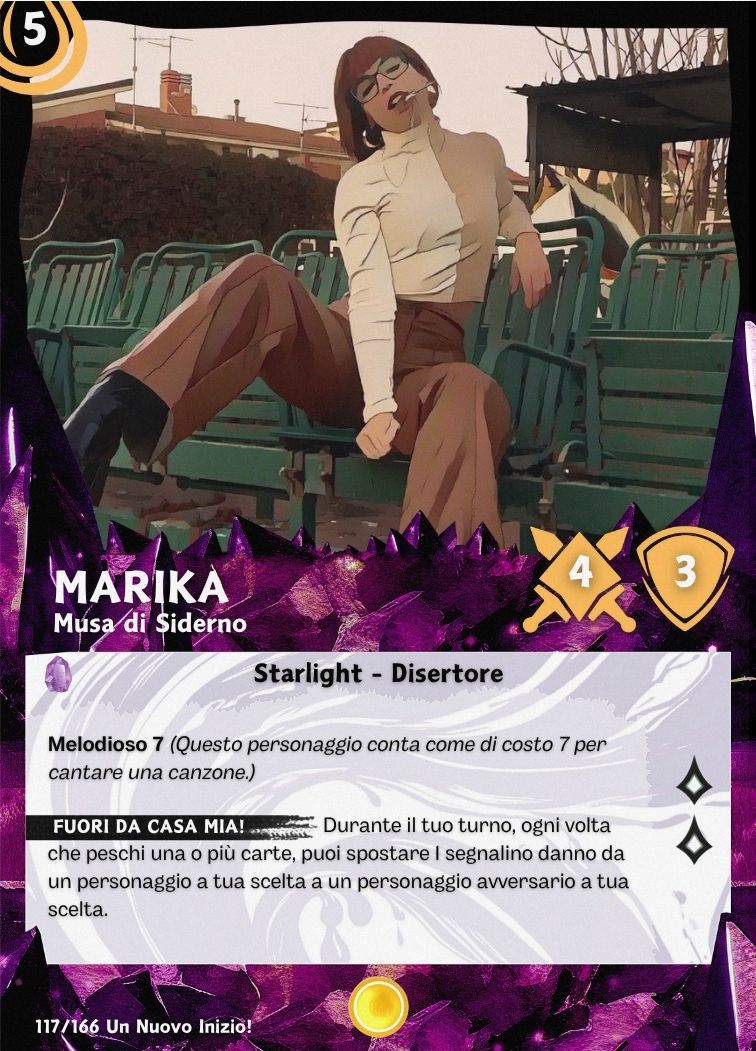 5
MARIKA
Musa di Siderno
4
3
Starlight - Disertore
Melodioso 7 (Questo personaggio conta come di costo 7 per
cantare una canzone.)
FUORI DA CASA MIA! Durante il tuo turno, ogni volta
che peschi una o più carte, puoi spostare I segnalino danno da
un personaggio a tua scelta a un personaggio avversario a tua
scelta.
117/166 Un Nuovo Inizio!